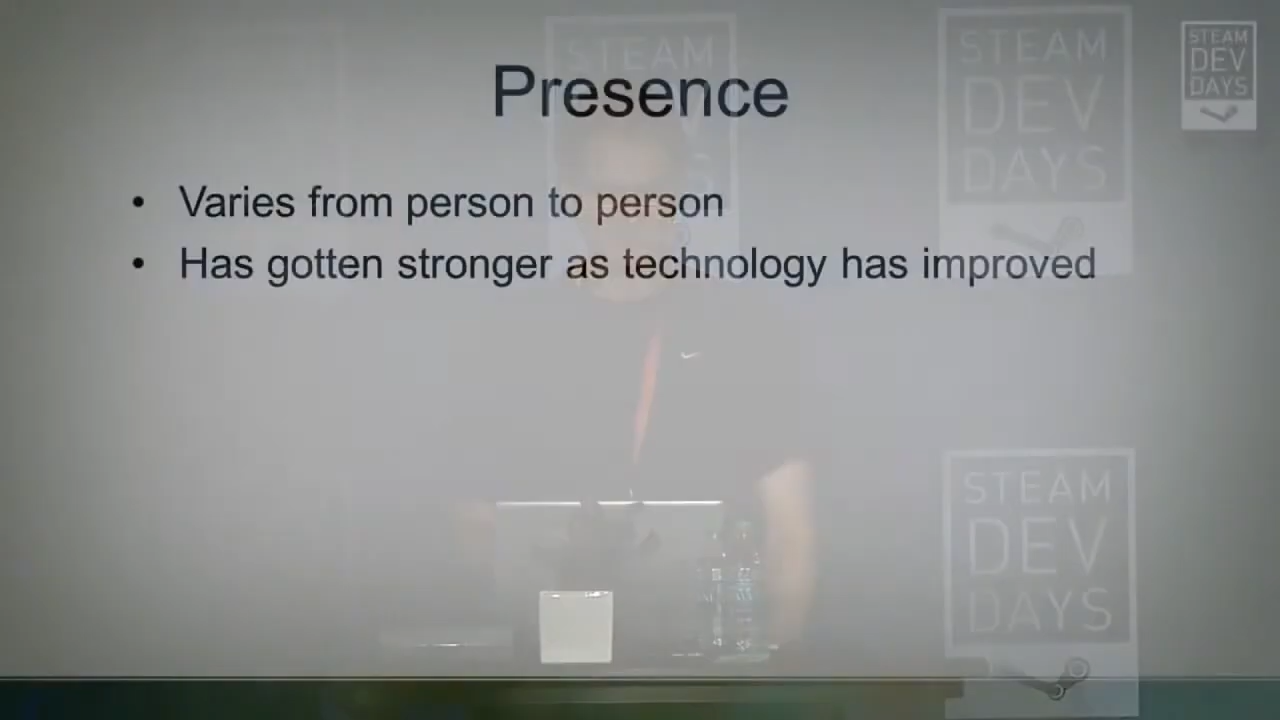 Presence
• Varies from person to person
• Has gotten stronger as technology has improved
STEAM
DEV
DAYS
STEAM
DEV
DAYS
STEAM
DEV
DAYS
STEAM